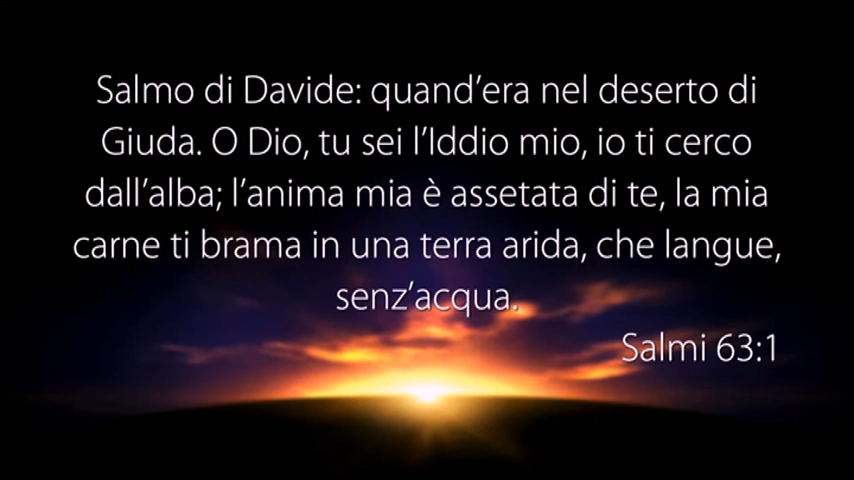 Salmo di Davide: quand’era nel deserto di
Giuda. O Dio, tu sei l’Iddio mio, io ti cerco
dall’alba; l’anima mia è assetata di te, la mia
carne ti brama in una terra arida, che langue,
senz’acqua.
Salmi 63:1